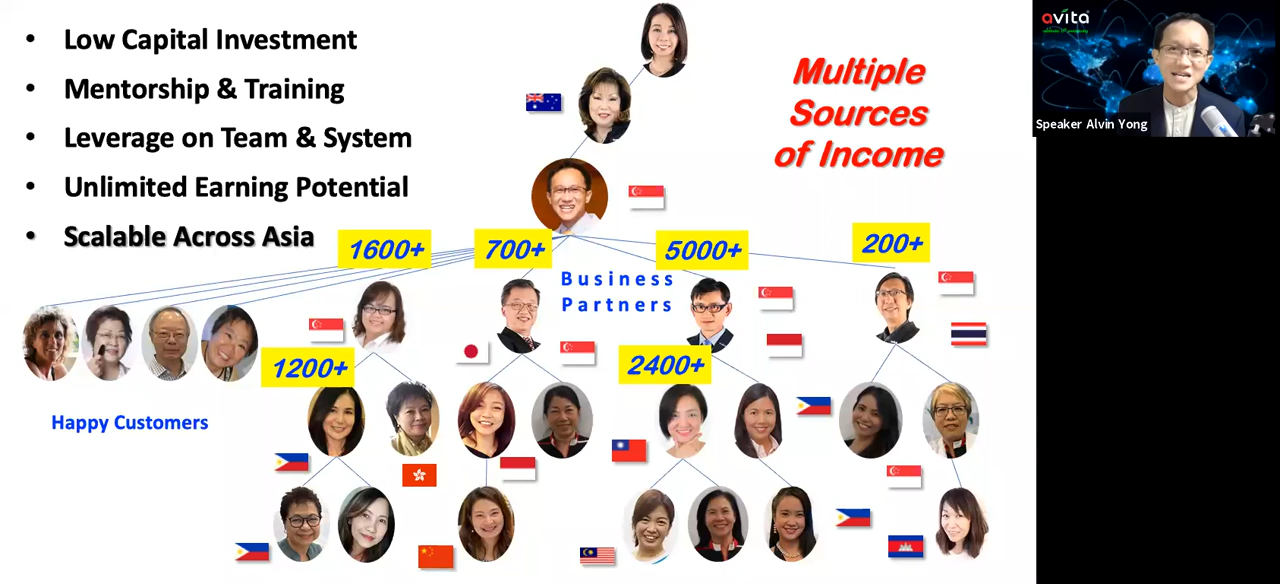 • Low Capital Investment
• Mentorship & Training
• Leverage on Team & System
• Unlimited Earning Potential
• Scalable Across Asia
Multiple
Sources
of Income
avita
Speaker Alvin Yong
1600+
700+
5000+
200+
Business
Partners
1200+
2400+
Happy Customers